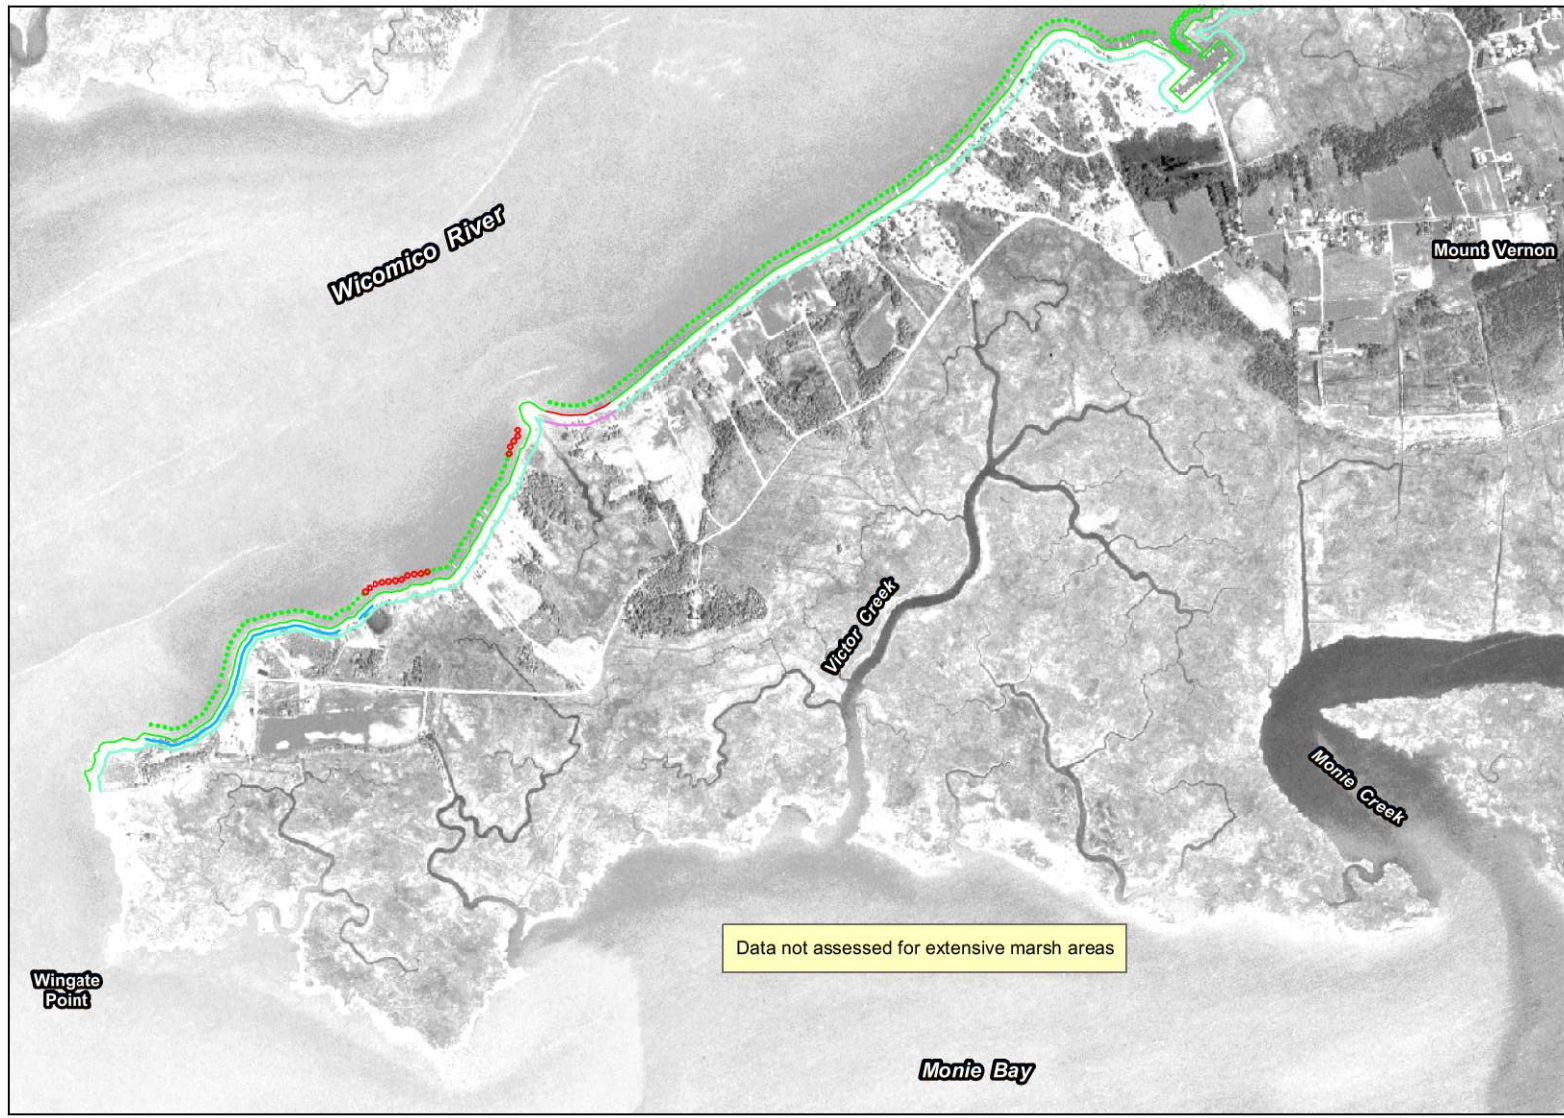 Wicomico River
Mount Vernon
Victor Creek
Monie Creek
Data not assessed for extensive marsh areas
Wingate
Point
Monie Bay